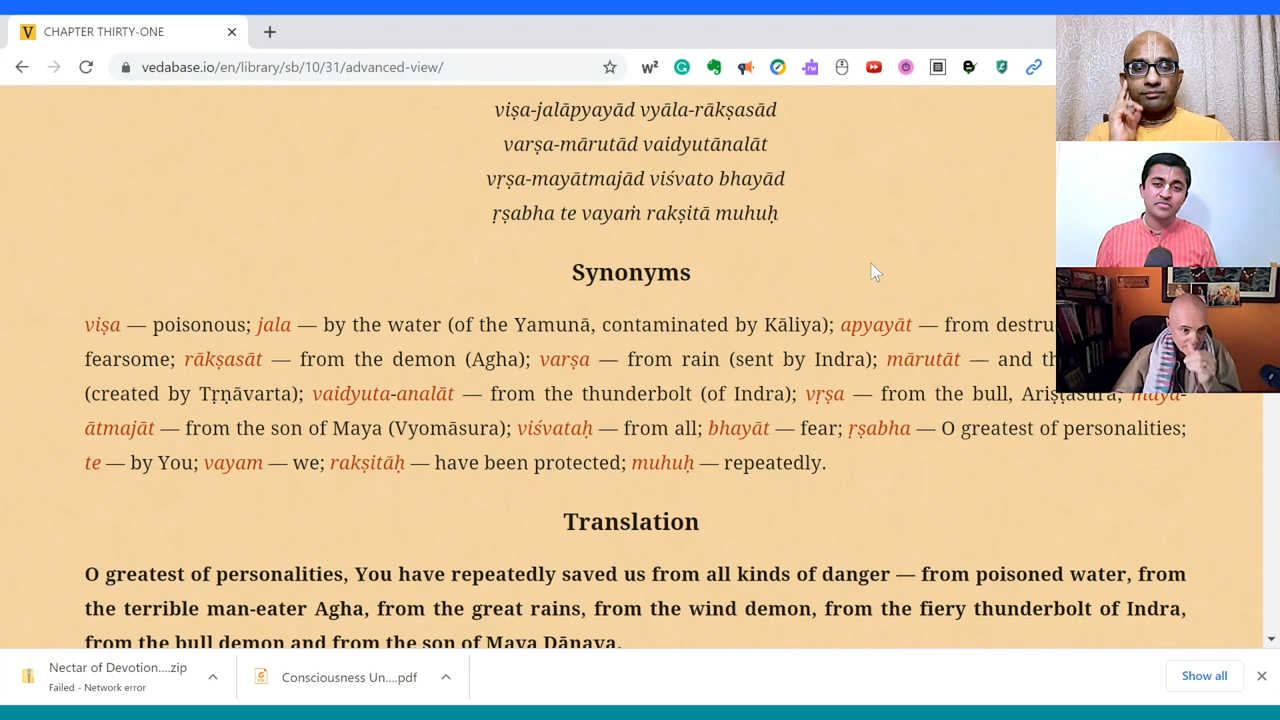 CHAPTER THIRTY-ONE
vedabase.io/en/library/sb/10/31/advanced-view/
viṣa-jalāpyayād vyāla-rākṣasād
varṣa-mārutād vaidyutānalāt
vṛṣa-mayātmajād viśvato bhayād
ṛṣabha te vayaṁ rakṣitā muhuḥ
Synonyms
viṣa — poisonous; jala — by the water (of the Yamunā, contaminated by Kāliya); apyayāt — from destru
fearsome; rākṣasāt — from the demon (Agha); varṣa — from rain (sent by Indra); mārutāt — and th
(created by Tṛṇāvarta); vaidyuta-analāt — from the thunderbolt (of Indra); vṛṣa — from the bull, Ariṣṭāsura; maya-
ātmajāt — from the son of Maya (Vyomāsura); viśvataḥ — from all; bhayāt — fear; ṛṣabha — O greatest of personalities;
te — by You; vayam — we; rakṣitāḥ — have been protected; muhuḥ — repeatedly.
Translation
O greatest of personalities, You have repeatedly saved us from all kinds of danger — from poisoned water, from
the terrible man-eater Agha, from the great rains, from the wind demon, from the fiery thunderbolt of Indra,
from the bull demon and from the son of Maya Dānava.
Nectar of Devotion....zip
Failed - Network error
Consciousness Un....pdf
Show all